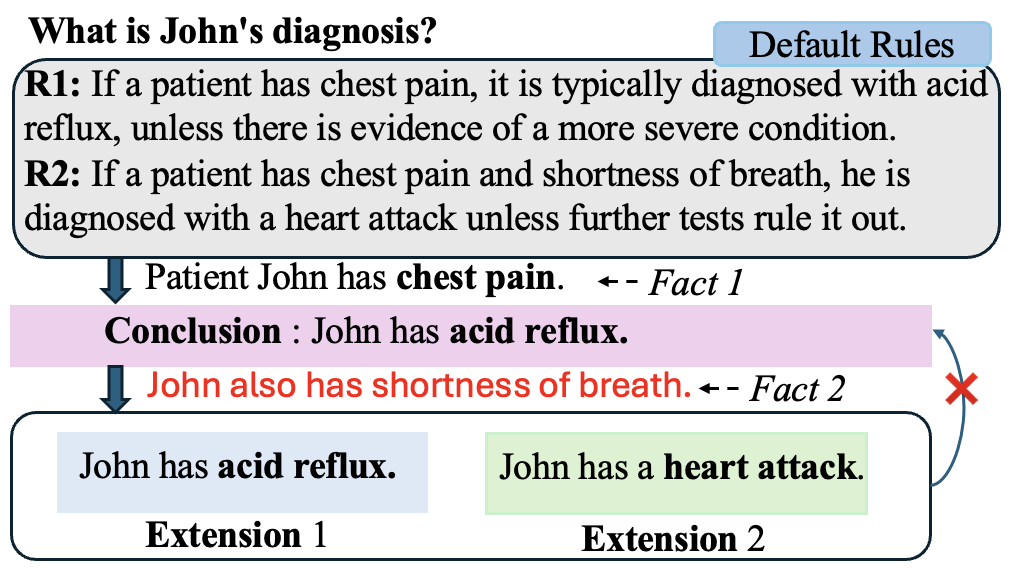 What is John's diagnosis?
Default Rules
R1: If a patient has chest pain, it is typically diagnosed with acid
reflux, unless there is evidence of a more severe condition.
R2: If a patient has chest pain and shortness of breath, he is
diagnosed with a heart attack unless further tests rule it out.
Patient John has chest pain. Fact 1
Conclusion : John has acid reflux.
John also has shortness of breath. Fact 2
John has acid reflux. John has a heart attack.
Extension 1 Extension 2